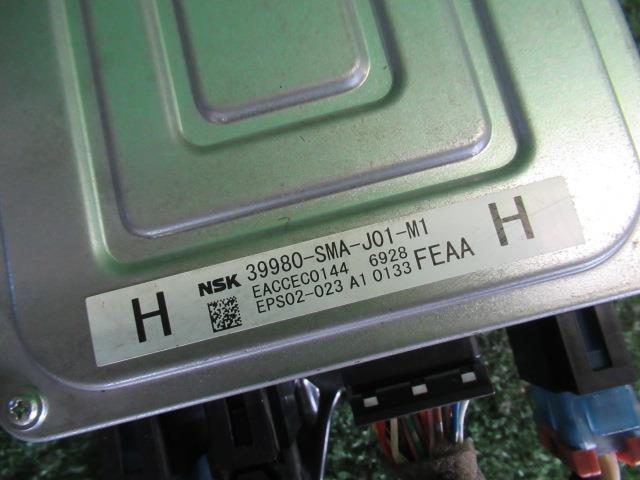 H NSK 39980-SMA-J01-M1 H
EACCEC0144 6928 FEAA
EPS02-023 A1 0133